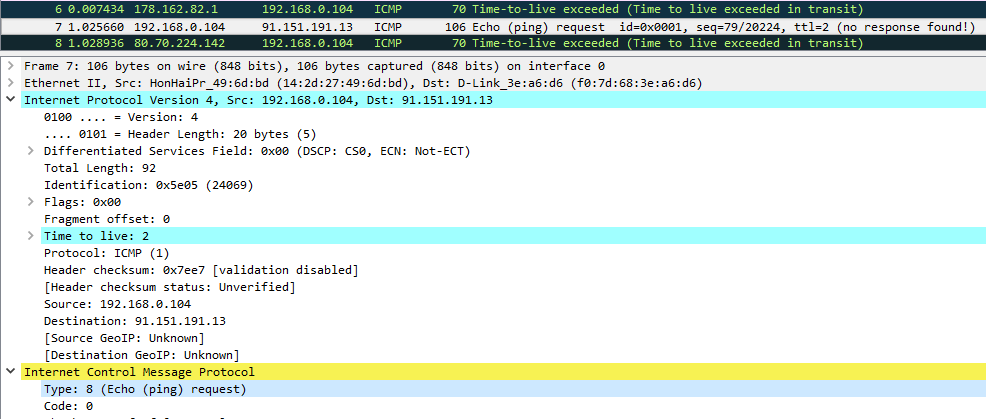 6 0.007434 178.162.82.1 192.168.0.104 ICMP 70 Time-to-live exceeded (Time to live exceeded in transit)
7 1.025660 192.168.0.104 91.151.191.13 ICMP 106 Echo (ping) request id=0x0001, seq=79/20224, ttl=2 (no response found!)
8 1.028936 80.70.224.142 192.168.0.104 ICMP 70 Time-to-live exceeded (Time to live exceeded in transit)
Frame 7: 106 bytes on wire (848 bits), 106 bytes captured (848 bits) on interface 0
Ethernet II, Src: HonHaiPr_49:6d:bd (14:2d:27:49:6d:bd), Dst: D-Link_3e:a6:d6 (f0:7d:68:3e:a6:d6)
Internet Protocol Version 4, Src: 192.168.0.104, Dst: 91.151.191.13
0100 .... = Version: 4
.... 0101 = Header Length: 20 bytes (5)
Differentiated Services Field: 0x00 (DSCP: CS0, ECN: Not-ECT)
Total Length: 92
Identification: 0x5e05 (24069)
Flags: 0x00
Fragment offset: 0
Time to live: 2
Protocol: ICMP (1)
Header checksum: 0x7ee7 [validation disabled]
[Header checksum status: Unverified]
Source: 192.168.0.104
Destination: 91.151.191.13
[Source GeoIP: Unknown]
[Destination GeoIP: Unknown]
Internet Control Message Protocol
Type: 8 (Echo (ping) request)
Code: 0